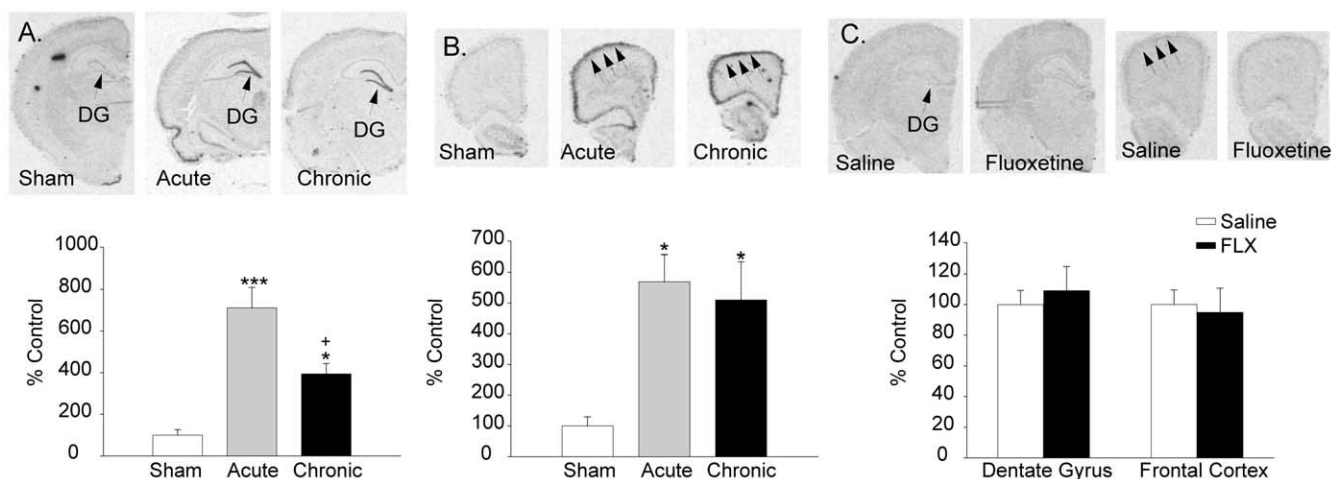 A.
DG
DG
DG
Sham
Acute
Chronic
1000
800
600
400
200
0
% Control
***
+
*
Sham
Acute
Chronic
B.
Sham
Acute
Chronic
700
600
500
400
300
200
100
0
% Control
*
*
Sham
Acute
Chronic
C.
DG
Saline
Fluoxetine
Saline
Fluoxetine
Saline
FLX
140
120
100
80
60
40
20
0
% Control
Dentate Gyrus
Frontal Cortex